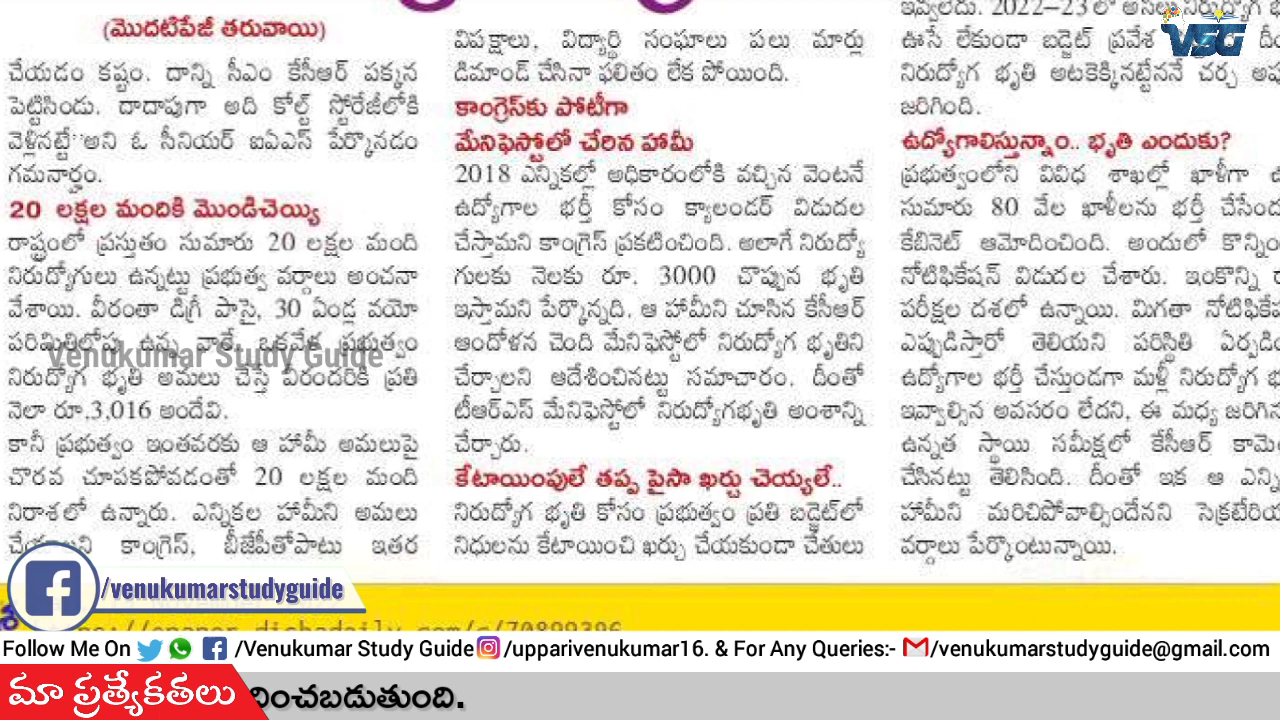 (మొదటిపేజీ తరువాయి)
చేయడం కష్టం. దాన్ని సీఎం కేసీఆర్ పక్కన
పెట్టిసిండు. దాదాపుగా అది కోల్డ్ స్టోరేజీలోకి
వెళ్లినట్టే"అని ఓ సీనియర్ ఐఏఎస్ పేర్కొనడం
గమనార్హం.
20 లక్షల మందికి మొండిచెయ్యి
రాష్ట్రంలో ప్రస్తుతం సుమారు 20 లక్షల మంది
నిరుద్యోగులు ఉన్నట్టు ప్రభుత్వ వర్గాలు అంచనా
వేశాయి. వీరంతా డిగ్రీ పాసై, 30 ఏండ్ల వయో
పరిమితిలోపు ఉన్న వాళ్లే. ఒకవేళ ప్రభుత్వం
నిరుద్యోగ భృతి అమలు చేస్తే వీరందరికీ ప్రతి
నెలా రూ.3,016 అందేవి.
కానీ ప్రభుత్వం ఇంతవరకు ఆ హామీ అమలుపై
చొరవ చూపకపోవడంతో 20 లక్షల మంది
నిరాశలో ఉన్నారు. ఎన్నికల హామీని అమలు
చేయాలని కాంగ్రెస్, బీజేపీతోపాటు ఇతర
విపక్షాలు, విద్యార్థి సంఘాలు పలు మార్లు
డిమాండ్ చేసినా ఫలితం లేక పోయింది.
కాంగ్రెస్‌కు పోటీగా
మేనిఫెస్టోలో చేరిన హామీ
2018 ఎన్నికల్లో అధికారంలోకి వచ్చిన వెంటనే
ఉద్యోగాల భర్తీ కోసం క్యాలండర్ విడుదల
చేస్తామని కాంగ్రెస్ ప్రకటించింది. అలాగే నిరుద్యో
గులకు నెలకు రూ. 3000 చొప్పున భృతి
ఇస్తామని పేర్కొన్నది. ఆ హామీని చూసిన కేసీఆర్
ఆందోళన చెంది మేనిఫెస్టోలో నిరుద్యోగ భృతిని
చేర్చాలని ఆదేశించినట్టు సమాచారం. దీంతో
టీఆర్ఎస్ మేనిఫెస్టోలో నిరుద్యోగభృతి అంశాన్ని
చేర్చారు.
కేటాయింపులే తప్ప పైసా ఖర్చు చెయ్యలే..
నిరుద్యోగ భృతి కోసం ప్రభుత్వం ప్రతి బడ్జెట్‌లో
నిధులను కేటాయించి ఖర్చు చేయకుండా చేతులు
ఇవ్వలేదు. 2022–23లో అసలు నిరుద్యోగ
ఊసే లేకుండా బడ్జెట్ ప్రవేశ
నిరుద్యోగ భృతి అటకెక్కినట్టేననే చర్చ
జరిగింది.
ఉద్యోగాలిస్తున్నాం.. భృతి ఎందుకు?
ప్రభుత్వంలోని వివిధ శాఖల్లో ఖాళీగా
సుమారు 80 వేల ఖాళీలను భర్తీ
కేబినెట్ ఆమోదించింది. అందులో
నోటిఫికేషన్ విడుదల చేశారు. ఇంకొన్ని
పరీక్షల దశలో ఉన్నాయి. మిగతా
ఎప్పుడిస్తారో తెలియని పరిస్థితి
ఉద్యోగాల భర్తీ చేస్తుండగా మళ్లీ నిరుద్యోగ
ఇవ్వాల్సిన అవసరం లేదని, ఈ మధ్య
ఉన్నత స్థాయి సమీక్షలో కేసీఆర్
చేసినట్టు తెలిసింది. దీంతో ఇక ఆ
హామీని మరిచిపోవాల్సిందేనని
వర్గాలు పేర్కొంటున్నాయి.
VSG
Venukumar Study Guide
/venukumarstudyguide
Follow Me On /Venukumar Study Guide /upparivenukumar16. & For Any Queries:- /venukumarstudyguide@gmail.com
మా ప్రత్యేకతలు